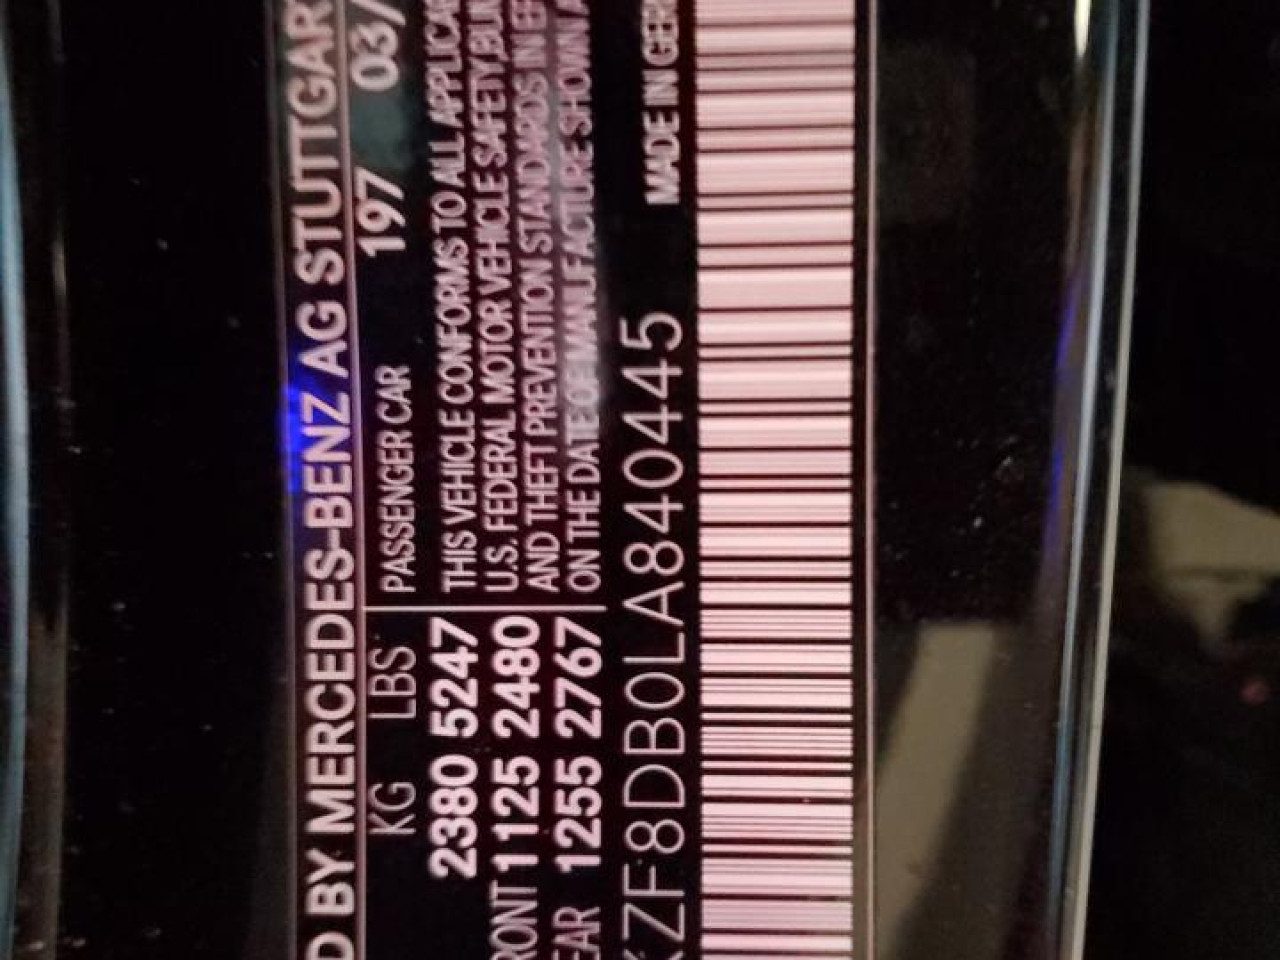 D BY MERCEDES-BENZ AG STUTTGAR
KG LBS PASSENGER CAR 197 03/
2380 5247 THIS VEHICLE CONFORMS TO ALL APPLICA
RONT 1125 2480 U.S. FEDERAL MOTOR VEHICLE SAFETY,BU
EAR 1255 2767 AND THEFT PREVENTION STANDARDS IN EF
ON THE DATE OF MANUFACTURE SHOWN A
KZF8DB0LA840445 MADE IN GER